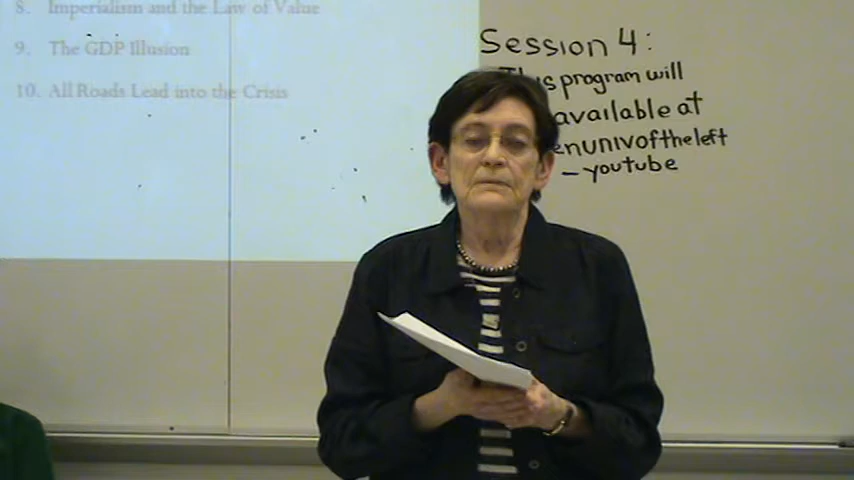 8. Imperialism and the Law of Value
9. The GDP Illusion
10. All Roads Lead into the Crisis
Session 4:
This program will
available at
enunivoftheleft
- youtube